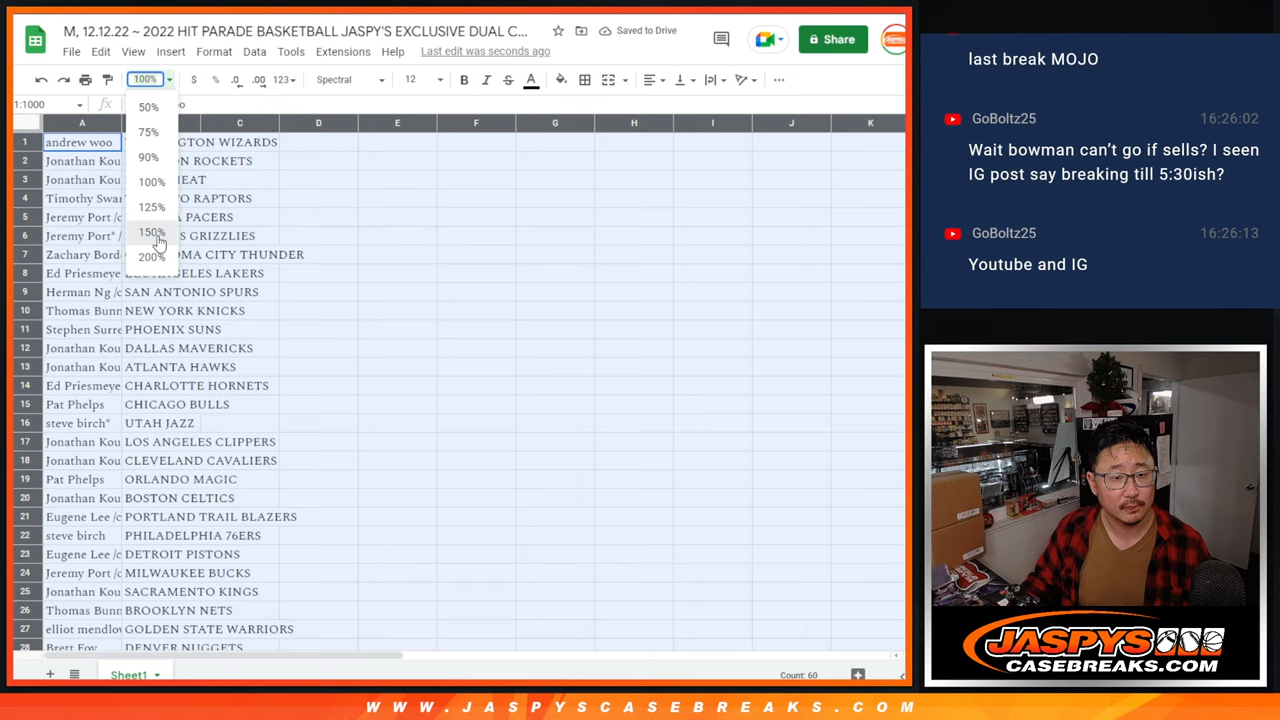 M, 12.12.22 ~ 2022 HIT PARADE BASKETBALL JASPY'S EXCLUSIVE DUAL C...
Saved to Drive
Share
File Edit View Insert Format Data Tools Extensions Help Last edit was seconds ago
100% $ % .0 .00 123 Spectral 12 B I S A
1:1000 fx oo
A C D E F G H I J K
50%
75%
90%
100%
125%
150%
200%
1 andrew woo GTON WIZARDS
2 Jonathan Kou ON ROCKETS
3 Jonathan Kou HEAT
4 Timothy Swar O RAPTORS
5 Jeremy Port /c A PACERS
6 Jeremy Port* / S GRIZZLIES
7 Zachary Bord OMA CITY THUNDER
8 Ed Priesmeye LOS ANGELES LAKERS
9 Herman Ng /c SAN ANTONIO SPURS
10 Thomas Bunn NEW YORK KNICKS
11 Stephen Surre PHOENIX SUNS
12 Jonathan Kou DALLAS MAVERICKS
13 Jonathan Kou ATLANTA HAWKS
14 Ed Priesmeye CHARLOTTE HORNETS
15 Pat Phelps CHICAGO BULLS
16 steve birch* UTAH JAZZ
17 Jonathan Kou LOS ANGELES CLIPPERS
18 Jonathan Kou CLEVELAND CAVALIERS
19 Pat Phelps ORLANDO MAGIC
20 Jonathan Kou BOSTON CELTICS
21 Eugene Lee /c PORTLAND TRAIL BLAZERS
22 steve birch PHILADELPHIA 76ERS
23 Eugene Lee /c DETROIT PISTONS
24 Jeremy Port /c MILWAUKEE BUCKS
25 Jonathan Kou SACRAMENTO KINGS
26 Thomas Bunn BROOKLYN NETS
27 elliot mendlov GOLDEN STATE WARRIORS
28 Brett Foy DENVER NUGGETS
Sheet1
Count: 60
last break MOJO
GoBoltz25 16:26:02
Wait bowman can't go if sells? I seen
IG post say breaking till 5:30ish?
GoBoltz25 16:26:13
Youtube and IG
JASPYS
CASEBREAKS.COM
WWW.JASPYSCASEBREAKS.COM